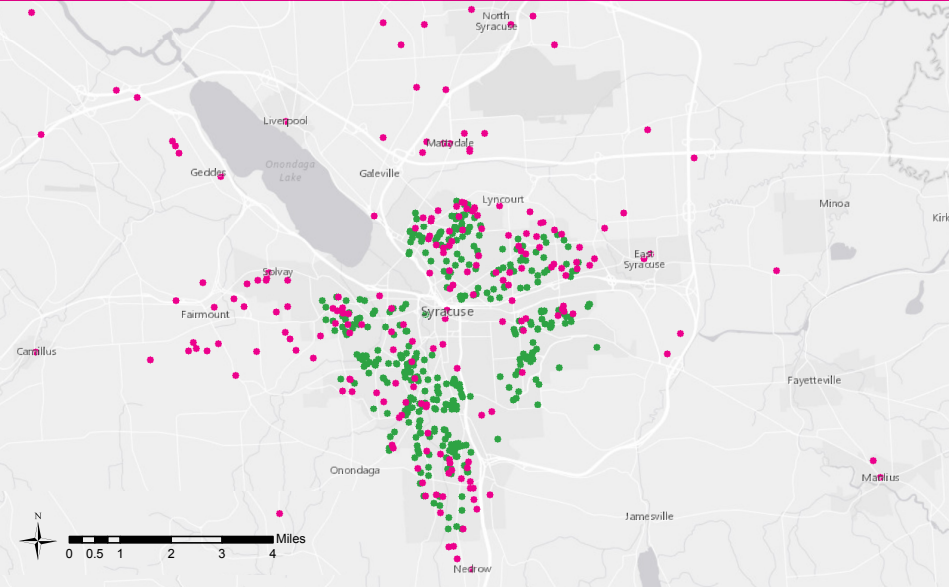 North
Syracuse
Liverpool
Mattydale
Onondaga
Lake
Geddes
Galeville
Lyncourt
Minoa
Kirk
East
Syracuse
Solvay
Fairmount
Syracuse
Camillus
Fayetteville
Onondaga
Manlius
Jamesville
N
Miles
0 0.5 1 2 3 4
Nedrow